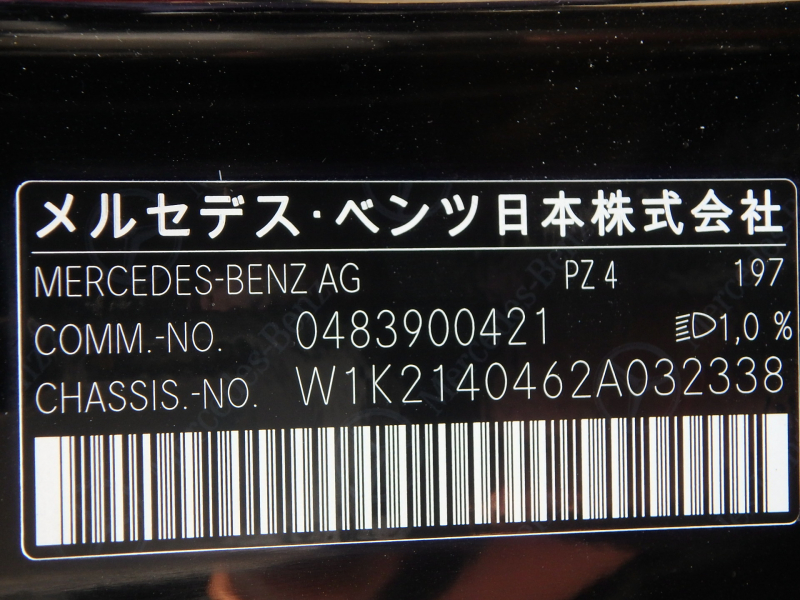 メルセデス・ベンツ日本株式会社
MERCEDES-BENZ AG PZ 4 197
COMM.-NO. 0483900421 1,0 %
CHASSIS.-NO. W1K2140462A032338